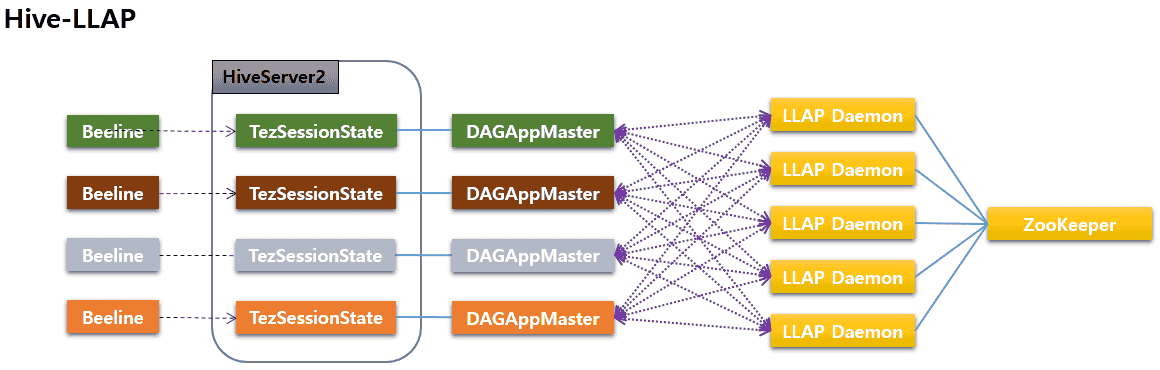 Hive-LLAP
HiveServer2
Beeline
TezSessionState
DAGAppMaster
Beeline
TezSessionState
DAGAppMaster
Beeline
TezSessionState
DAGAppMaster
Beeline
TezSessionState
DAGAppMaster
LLAP Daemon
LLAP Daemon
LLAP Daemon
LLAP Daemon
LLAP Daemon
ZooKeeper